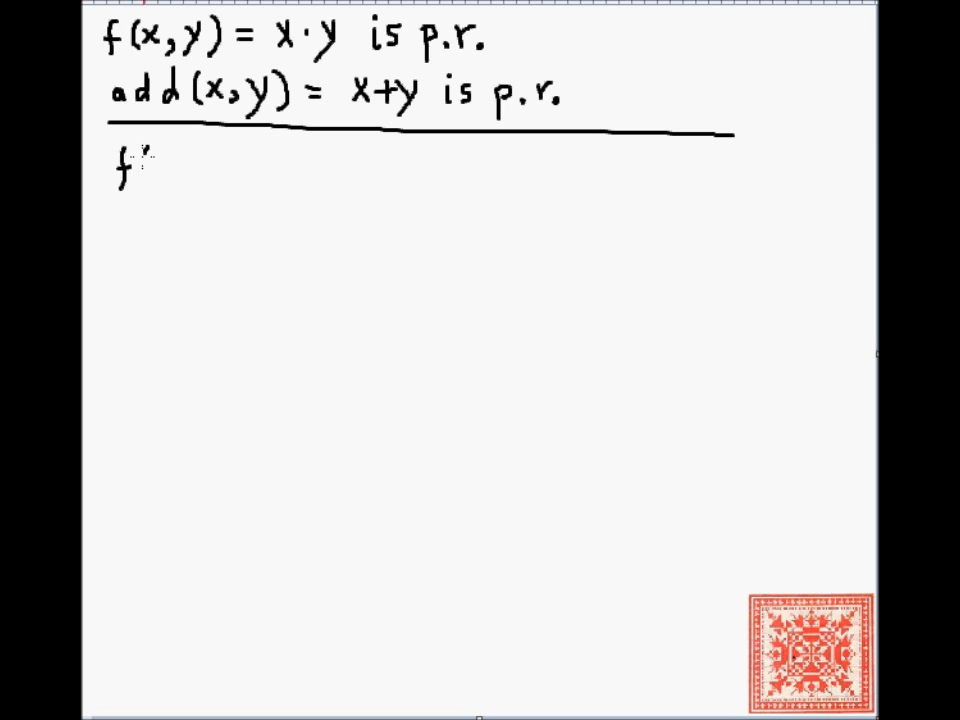 f(x,y) = x·y is p.r.
add(x,y) = x+y is p.r.
f